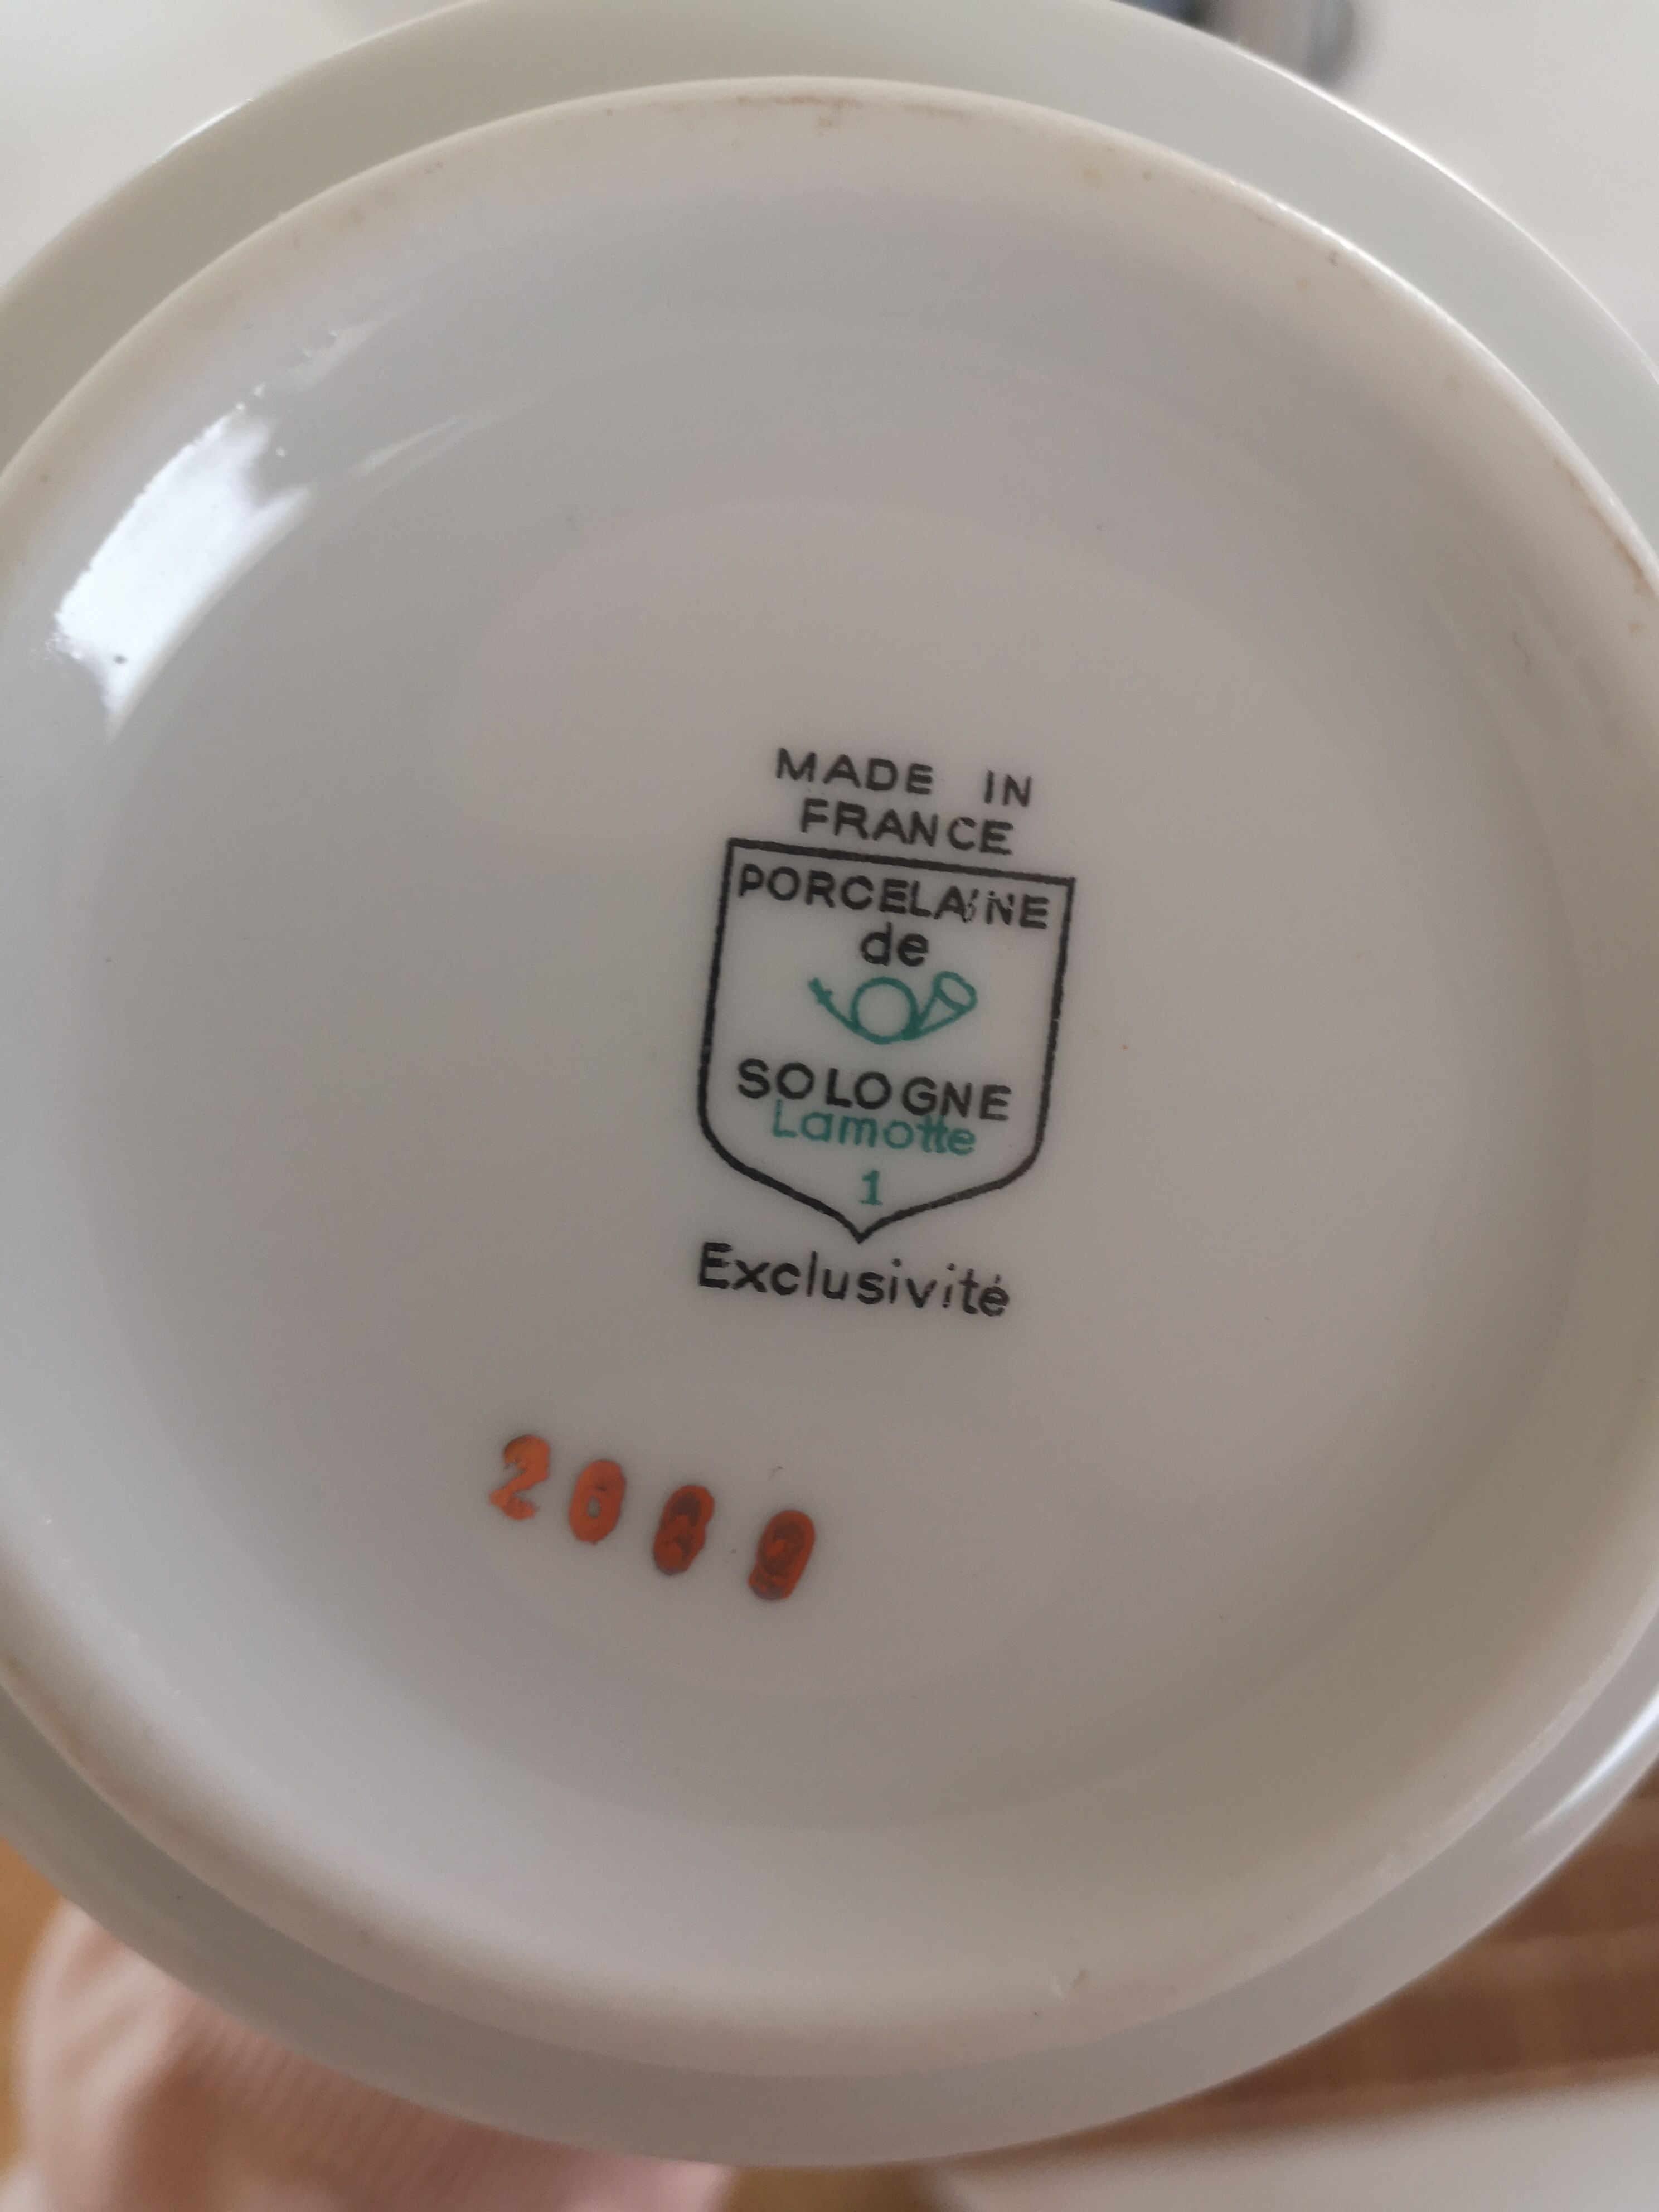 MADE IN
FRANCE
PORCELAINE
de
SOLOGNE
Lamotte
1
Exclusivité